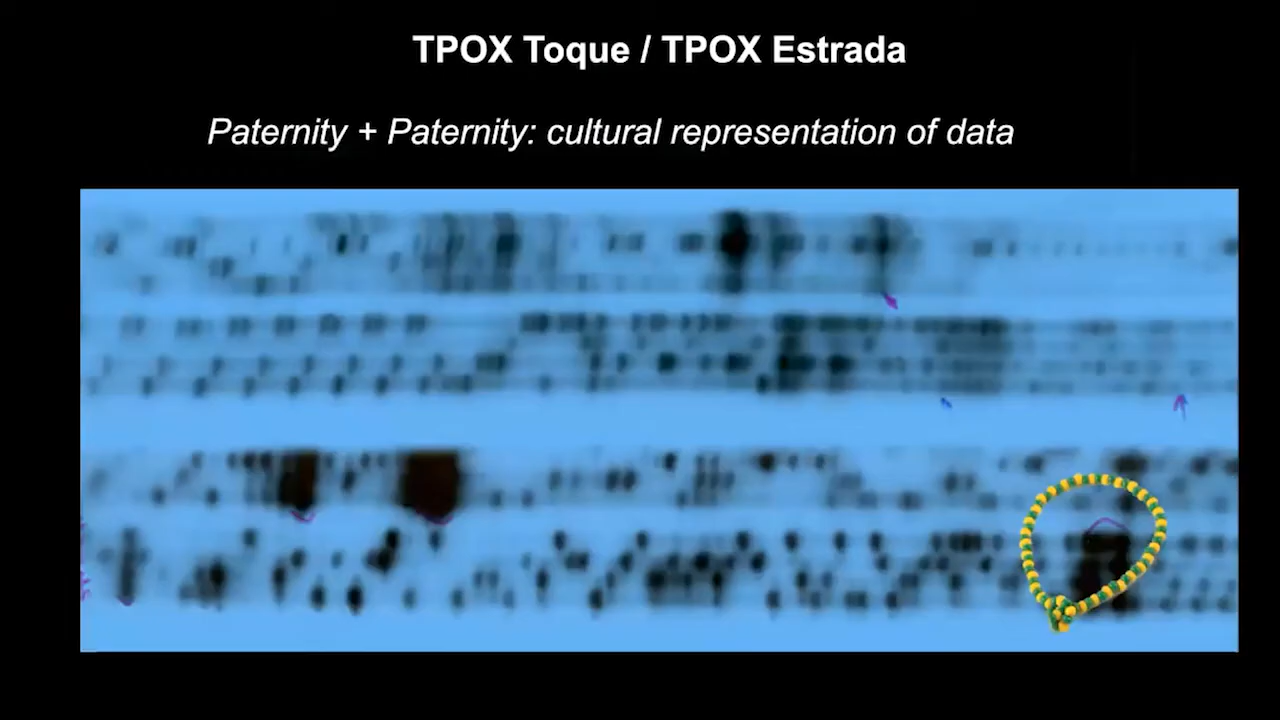 TPOX Toque / TPOX Estrada
Paternity + Paternity: cultural representation of data